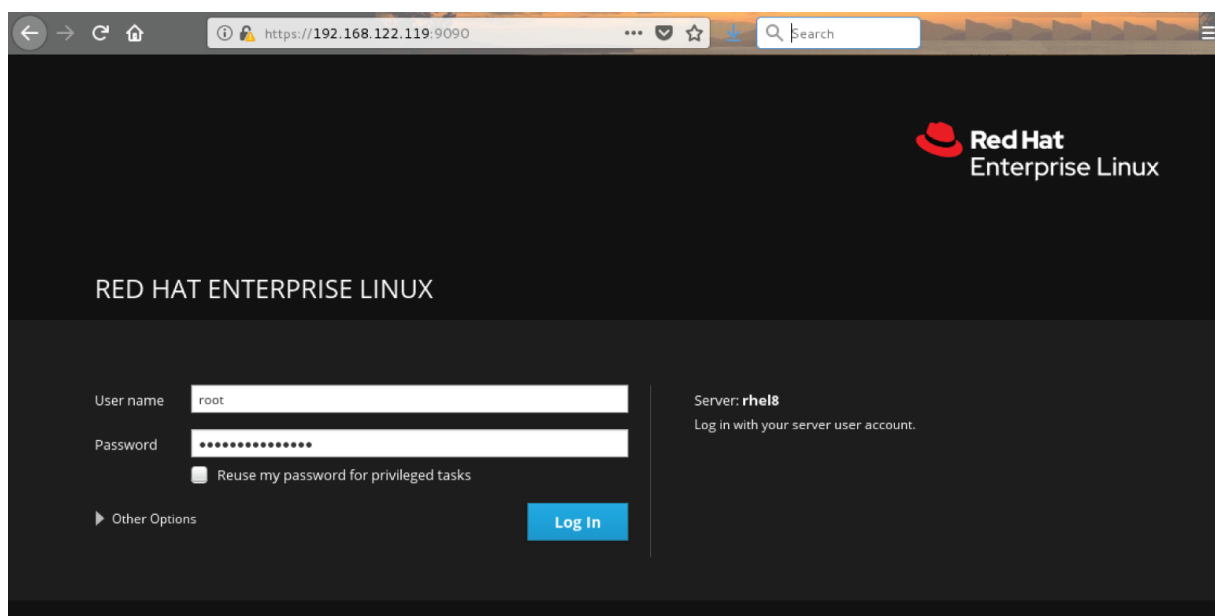 https://192.168.122.119:9090
Search
Red Hat
Enterprise Linux
RED HAT ENTERPRISE LINUX
User name
root
Server: rhel8
Log in with your server user account.
Password
•••••••••••••••
Reuse my password for privileged tasks
Other Options
Log In